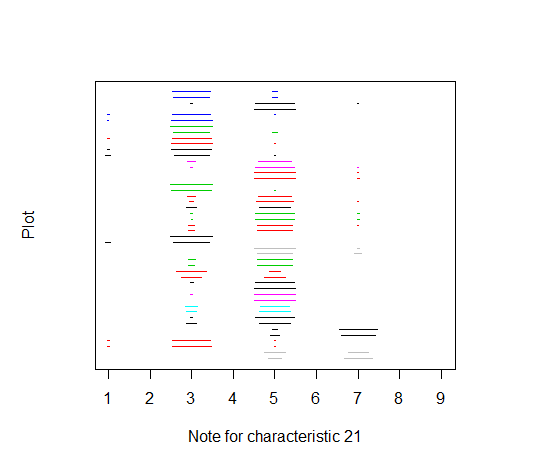 Plot
1 2 3 4 5 6 7 8 9
Note for characteristic 21